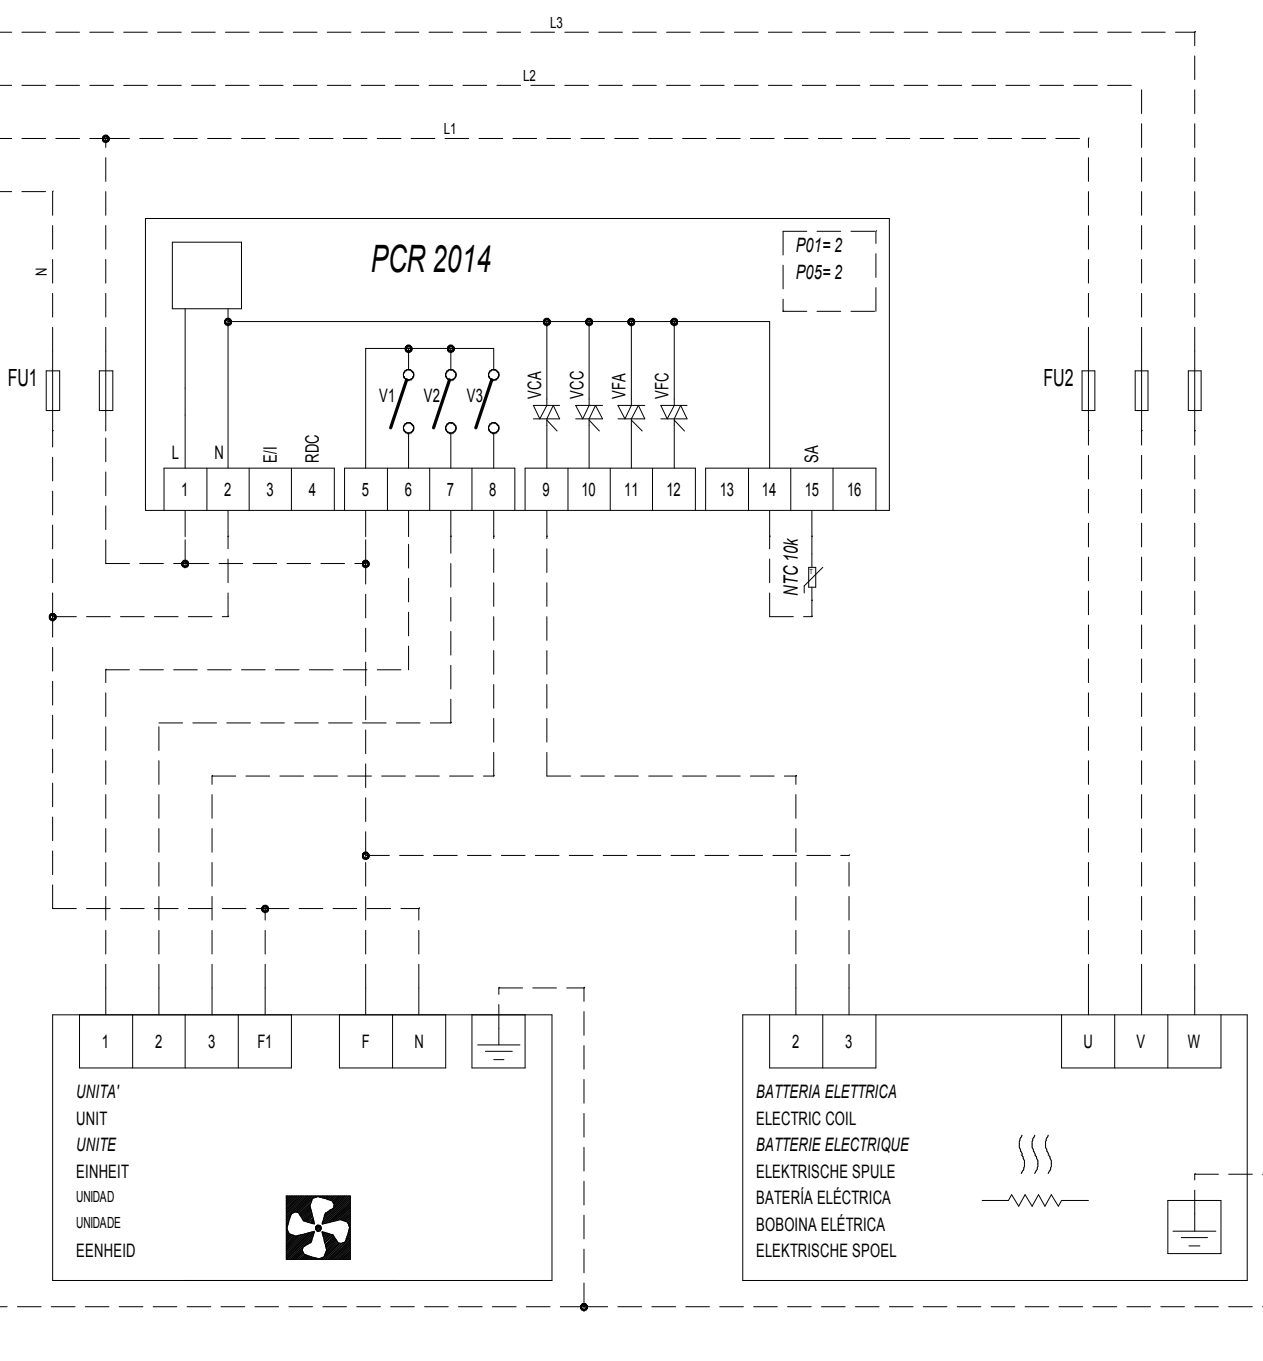 L3
L2
L1
N
PCR 2014
P01= 2
P05= 2
FU1
FU2
V1 V2 V3
VCA VCC VFA VFC
L N E/I RDC SA
1 2 3 4 5 6 7 8 9 10 11 12 13 14 15 16
NTC 10k
1 2 3 F1 F N
2 3 U V W
UNITA'
UNIT
UNITE
EINHEIT
UNIDAD
UNIDADE
EENHEID
BATTERIA ELETTRICA
ELECTRIC COIL
BATTERIE ELECTRIQUE
ELEKTRISCHE SPULE
BATERÍA ELÉCTRICA
BOBOINA ELÉTRICA
ELEKTRISCHE SPOEL